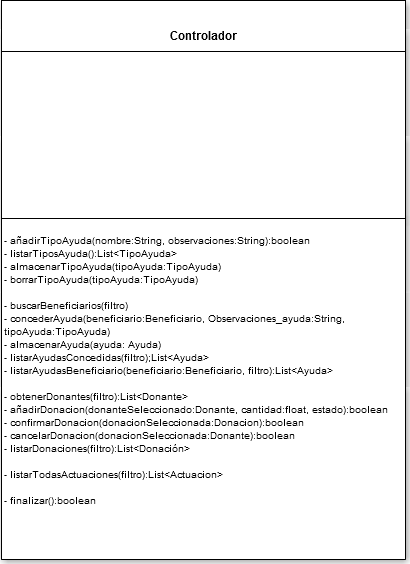 Controlador
- añadirTipoAyuda(nombre:String, observaciones:String):boolean
- listarTiposAyuda():List<TipoAyuda>
- almacenarTipoAyuda(tipoAyuda:TipoAyuda)
- borrarTipoAyuda(tipoAyuda:TipoAyuda)
- buscarBeneficiarios(filtro)
- concederAyuda(beneficiario:Beneficiario, Observaciones_ayuda:String,
tipoAyuda:TipoAyuda)
- almacenarAyuda(ayuda: Ayuda)
- listarAyudasConcedidas(filtro);List<Ayuda>
- listarAyudasBeneficiario(beneficiario:Beneficiario, filtro):List<Ayuda>
- obtenerDonantes(filtro):List<Donante>
- añadirDonacion(donanteSeleccionado:Donante, cantidad:float, estado):boolean
- confirmarDonacion(donacionSeleccionada:Donacion):boolean
- cancelarDonacion(donacionSeleccionada:Donante):boolean
- listarDonaciones(filtro):List<Donación>
- listarTodasActuaciones(filtro):List<Actuacion>
- finalizar():boolean